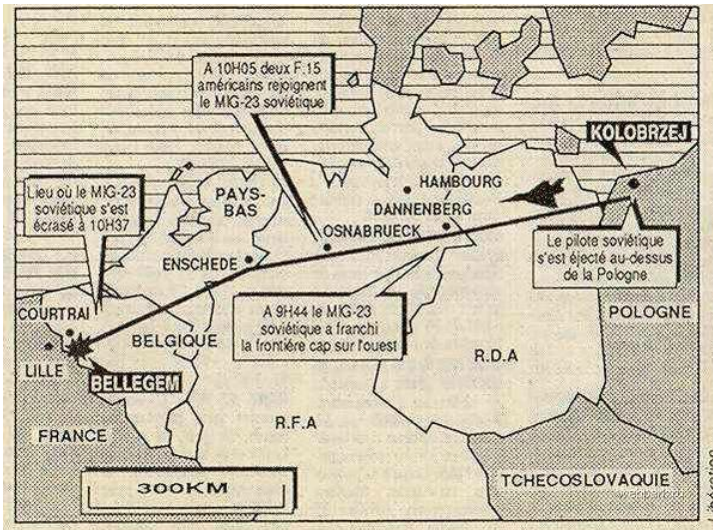 A 10H05 deux F.15
américains rejoignent
le MIG-23 soviétique
KOLOBRZEJ
Lieu où le MIG-23
soviétique s'est
écrasé à 10H37
PAYS-
BAS
HAMBOURG
DANNENBERG
OSNABRUECK
ENSCHEDE
Le pilote soviétique
s'est éjecté au-dessus
de la Pologne
A 9H44 le MIG-23
soviétique a franchi
la frontière cap sur l'ouest
COURTRAI
BELGIQUE
POLOGNE
LILLE
BELLEGEM
R.D.A
R.F.A
FRANCE
300KM
TCHECOSLOVAQUIE